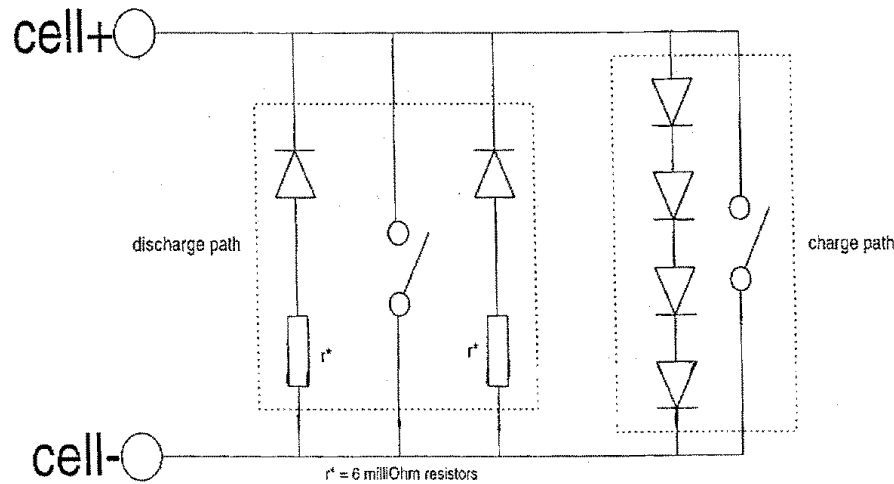 cell+
discharge path
charge path
r*
r*
cell-
r* = 6 milliOhm resistors